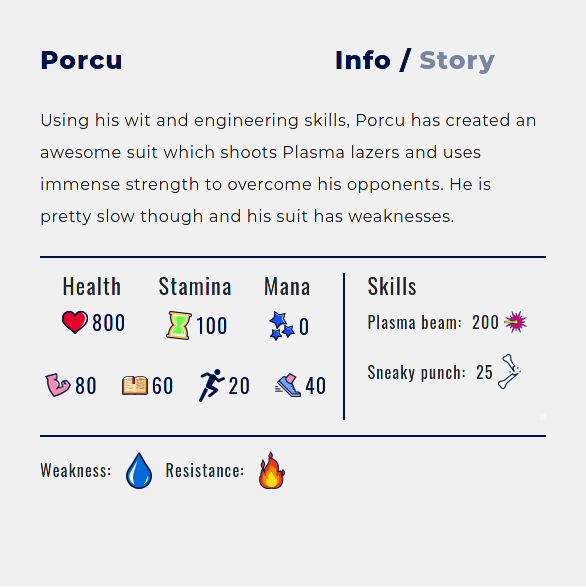 Porcu Info / Story
Using his wit and engineering skills, Porcu has created an
awesome suit which shoots Plasma lazers and uses
immense strength to overcome his opponents. He is
pretty slow though and his suit has weaknesses.
Health Stamina Mana
800 100 0
80 60 20 40
Skills
Plasma beam: 200
Sneaky punch: 25
Weakness: Resistance: